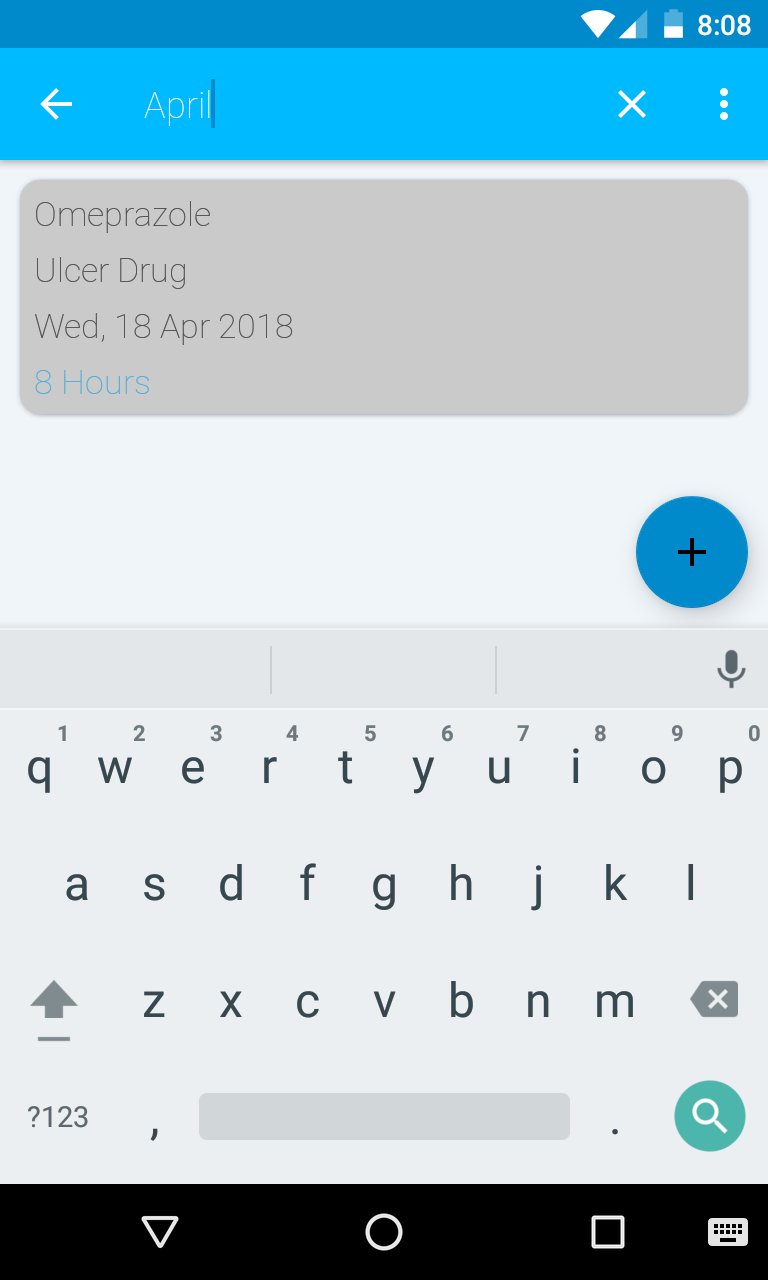 8:08
April
Omeprazole
Ulcer Drug
Wed, 18 Apr 2018
8 Hours
1 2 3 4 5 6 7 8 9 0
q w e r t y u i o p
a s d f g h j k l
z x c v b n m
?123 , .